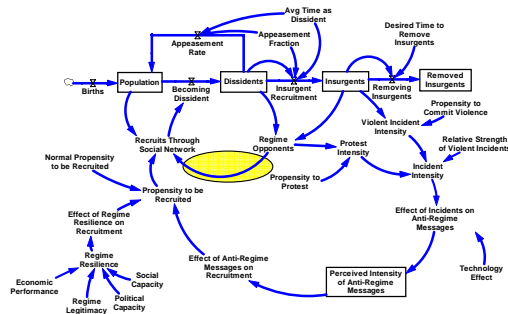 Avg Time as
Dissident
Appeasement
Fraction
Desired Time to
Remove
Insurgents
Appeasement
Rate
Births
Population
Becoming
Dissident
Dissidents
Insurgent
Recruitment
Insurgents
Removing
Insurgents
Removed
Insurgents
Propensity to
Commit Violence
Violent Incident
Intensity
Recruits Through
Social Network
Regime
Opponents
Protest
Intensity
Relative Strength
of Violent Incidents
Normal Propensity
to be Recruited
Propensity to
Protest
Incident
Intensity
Propensity to be
Recruited
Effect of Regime
Resilience on
Recruitment
Effect of Incidents on
Anti-Regime
Messages
Regime
Resilience
Effect of Anti-Regime
Messages on
Recruitment
Technology
Effect
Economic
Performance
Social
Capacity
Perceived Intensity
of Anti-Regime
Messages
Regime
Legitimacy
Political
Capacity